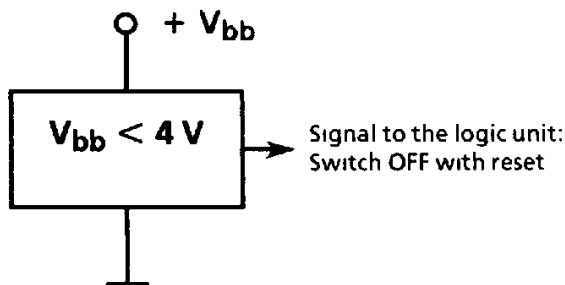 + Vbb
Vbb < 4 V
Signal to the logic unit:
Switch OFF with reset